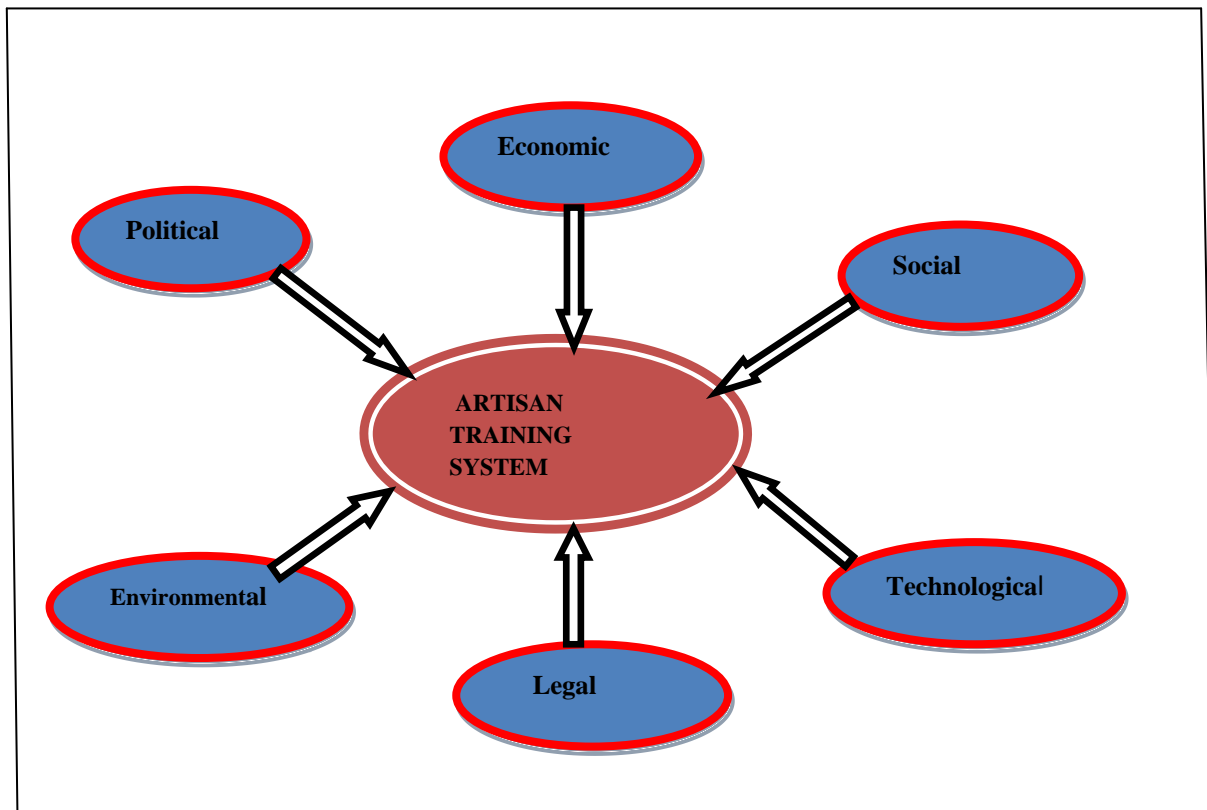 Economic
Political
Social
ARTISAN
TRAINING
SYSTEM
Environmental
Technological
Legal